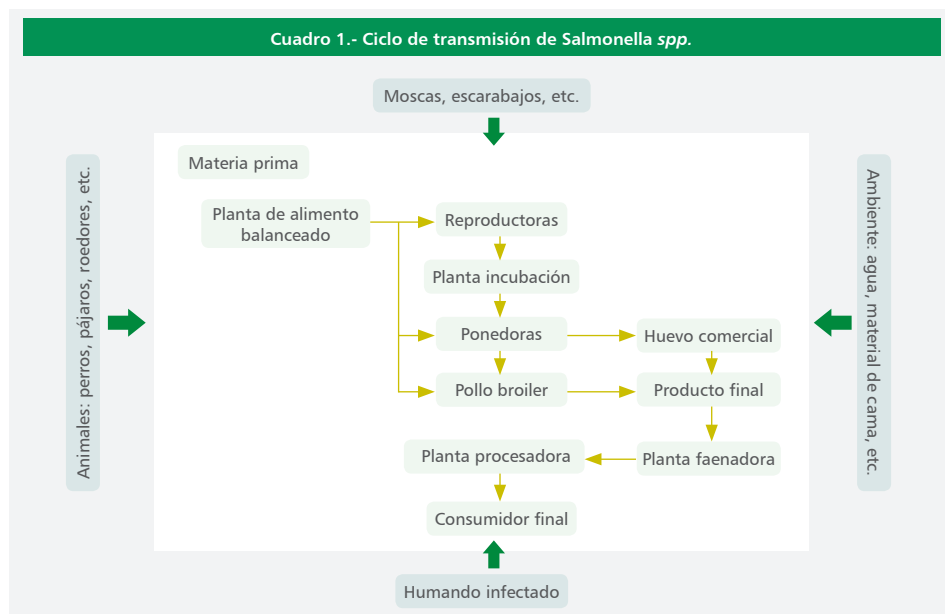 Cuadro 1.- Ciclo de transmisión de Salmonella spp.
Moscas, escarabajos, etc.
Materia prima
Planta de alimento
balanceado
Reproductoras
Planta incubación
Ponedoras
Huevo comercial
Pollo broiler
Producto final
Planta procesadora
Planta faenadora
Consumidor final
Animales: perros, pájaros, roedores, etc.
Ambiente: agua, material de cama, etc.
Humando infectado